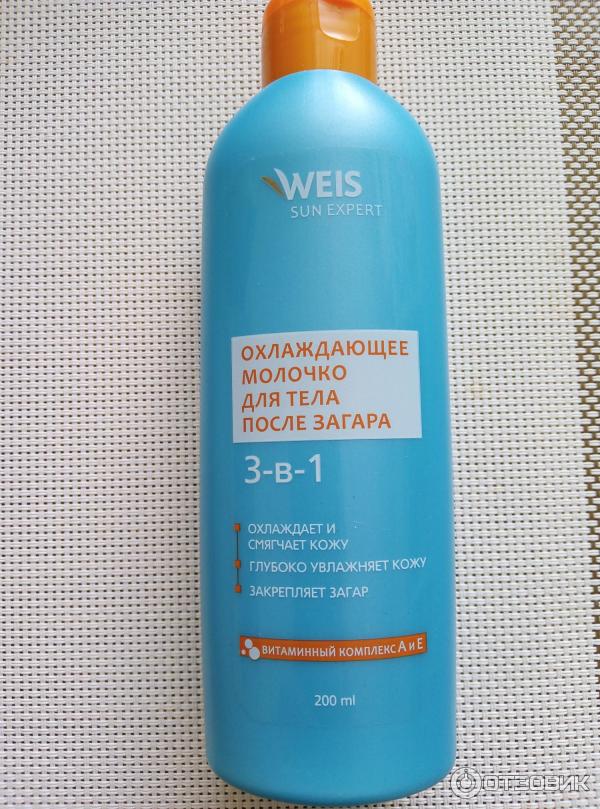 WEIS
SUN EXPERT
ОХЛАЖДАЮЩЕЕ
МОЛОЧКО
ДЛЯ ТЕЛА
ПОСЛЕ ЗАГАРА
3-в-1
ОХЛАЖДАЕТ И
СМЯГЧАЕТ КОЖУ
ГЛУБОКО УВЛАЖНЯЕТ КОЖУ
ЗАКРЕПЛЯЕТ ЗАГАР
ВИТАМИННЫЙ КОМПЛЕКС А и Е
200 ml
ОТЗОВИК